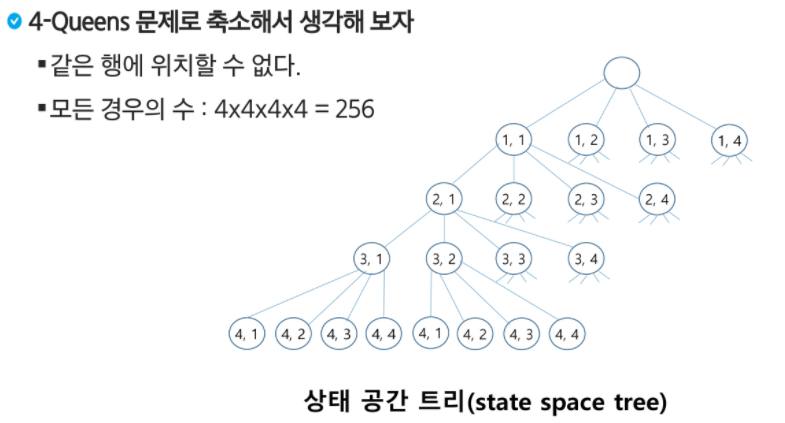 4-Queens 문제로 축소해서 생각해 보자
▪같은 행에 위치할 수 없다.
▪모든 경우의 수 : 4x4x4x4 = 256
1, 1 1, 2 1, 3 1, 4
2, 1 2, 2 2, 3 2, 4
3, 1 3, 2 3, 3 3, 4
4, 1 4, 2 4, 3 4, 4 4, 1 4, 2 4, 3 4, 4
상태 공간 트리(state space tree)